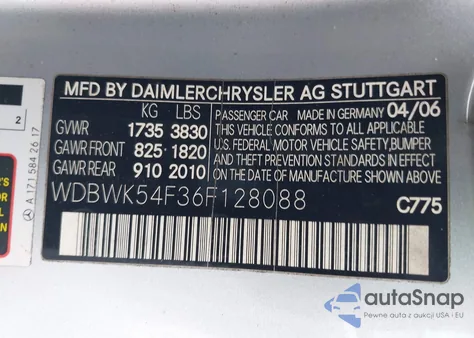 MFD BY DAIMLERCHRYSLER AG STUTTGART
KG LBS
GVWR 1735 3830
GAWR FRONT 825 1820
GAWR REAR 910 2010
PASSENGER CAR MADE IN GERMANY 04/06
THIS VEHICLE CONFORMS TO ALL APPLICABLE
U.S. FEDERAL MOTOR VEHICLE SAFETY, BUMPER
AND THEFT PREVENTION STANDARDS IN EFFECT
ON THE DATE OF MANUFACTURE SHOWN ABOVE
WDBWK54F36F128088
C775
2
A 171 584 26 17
autoSnap
Pewne auta z aukcji USA i EU